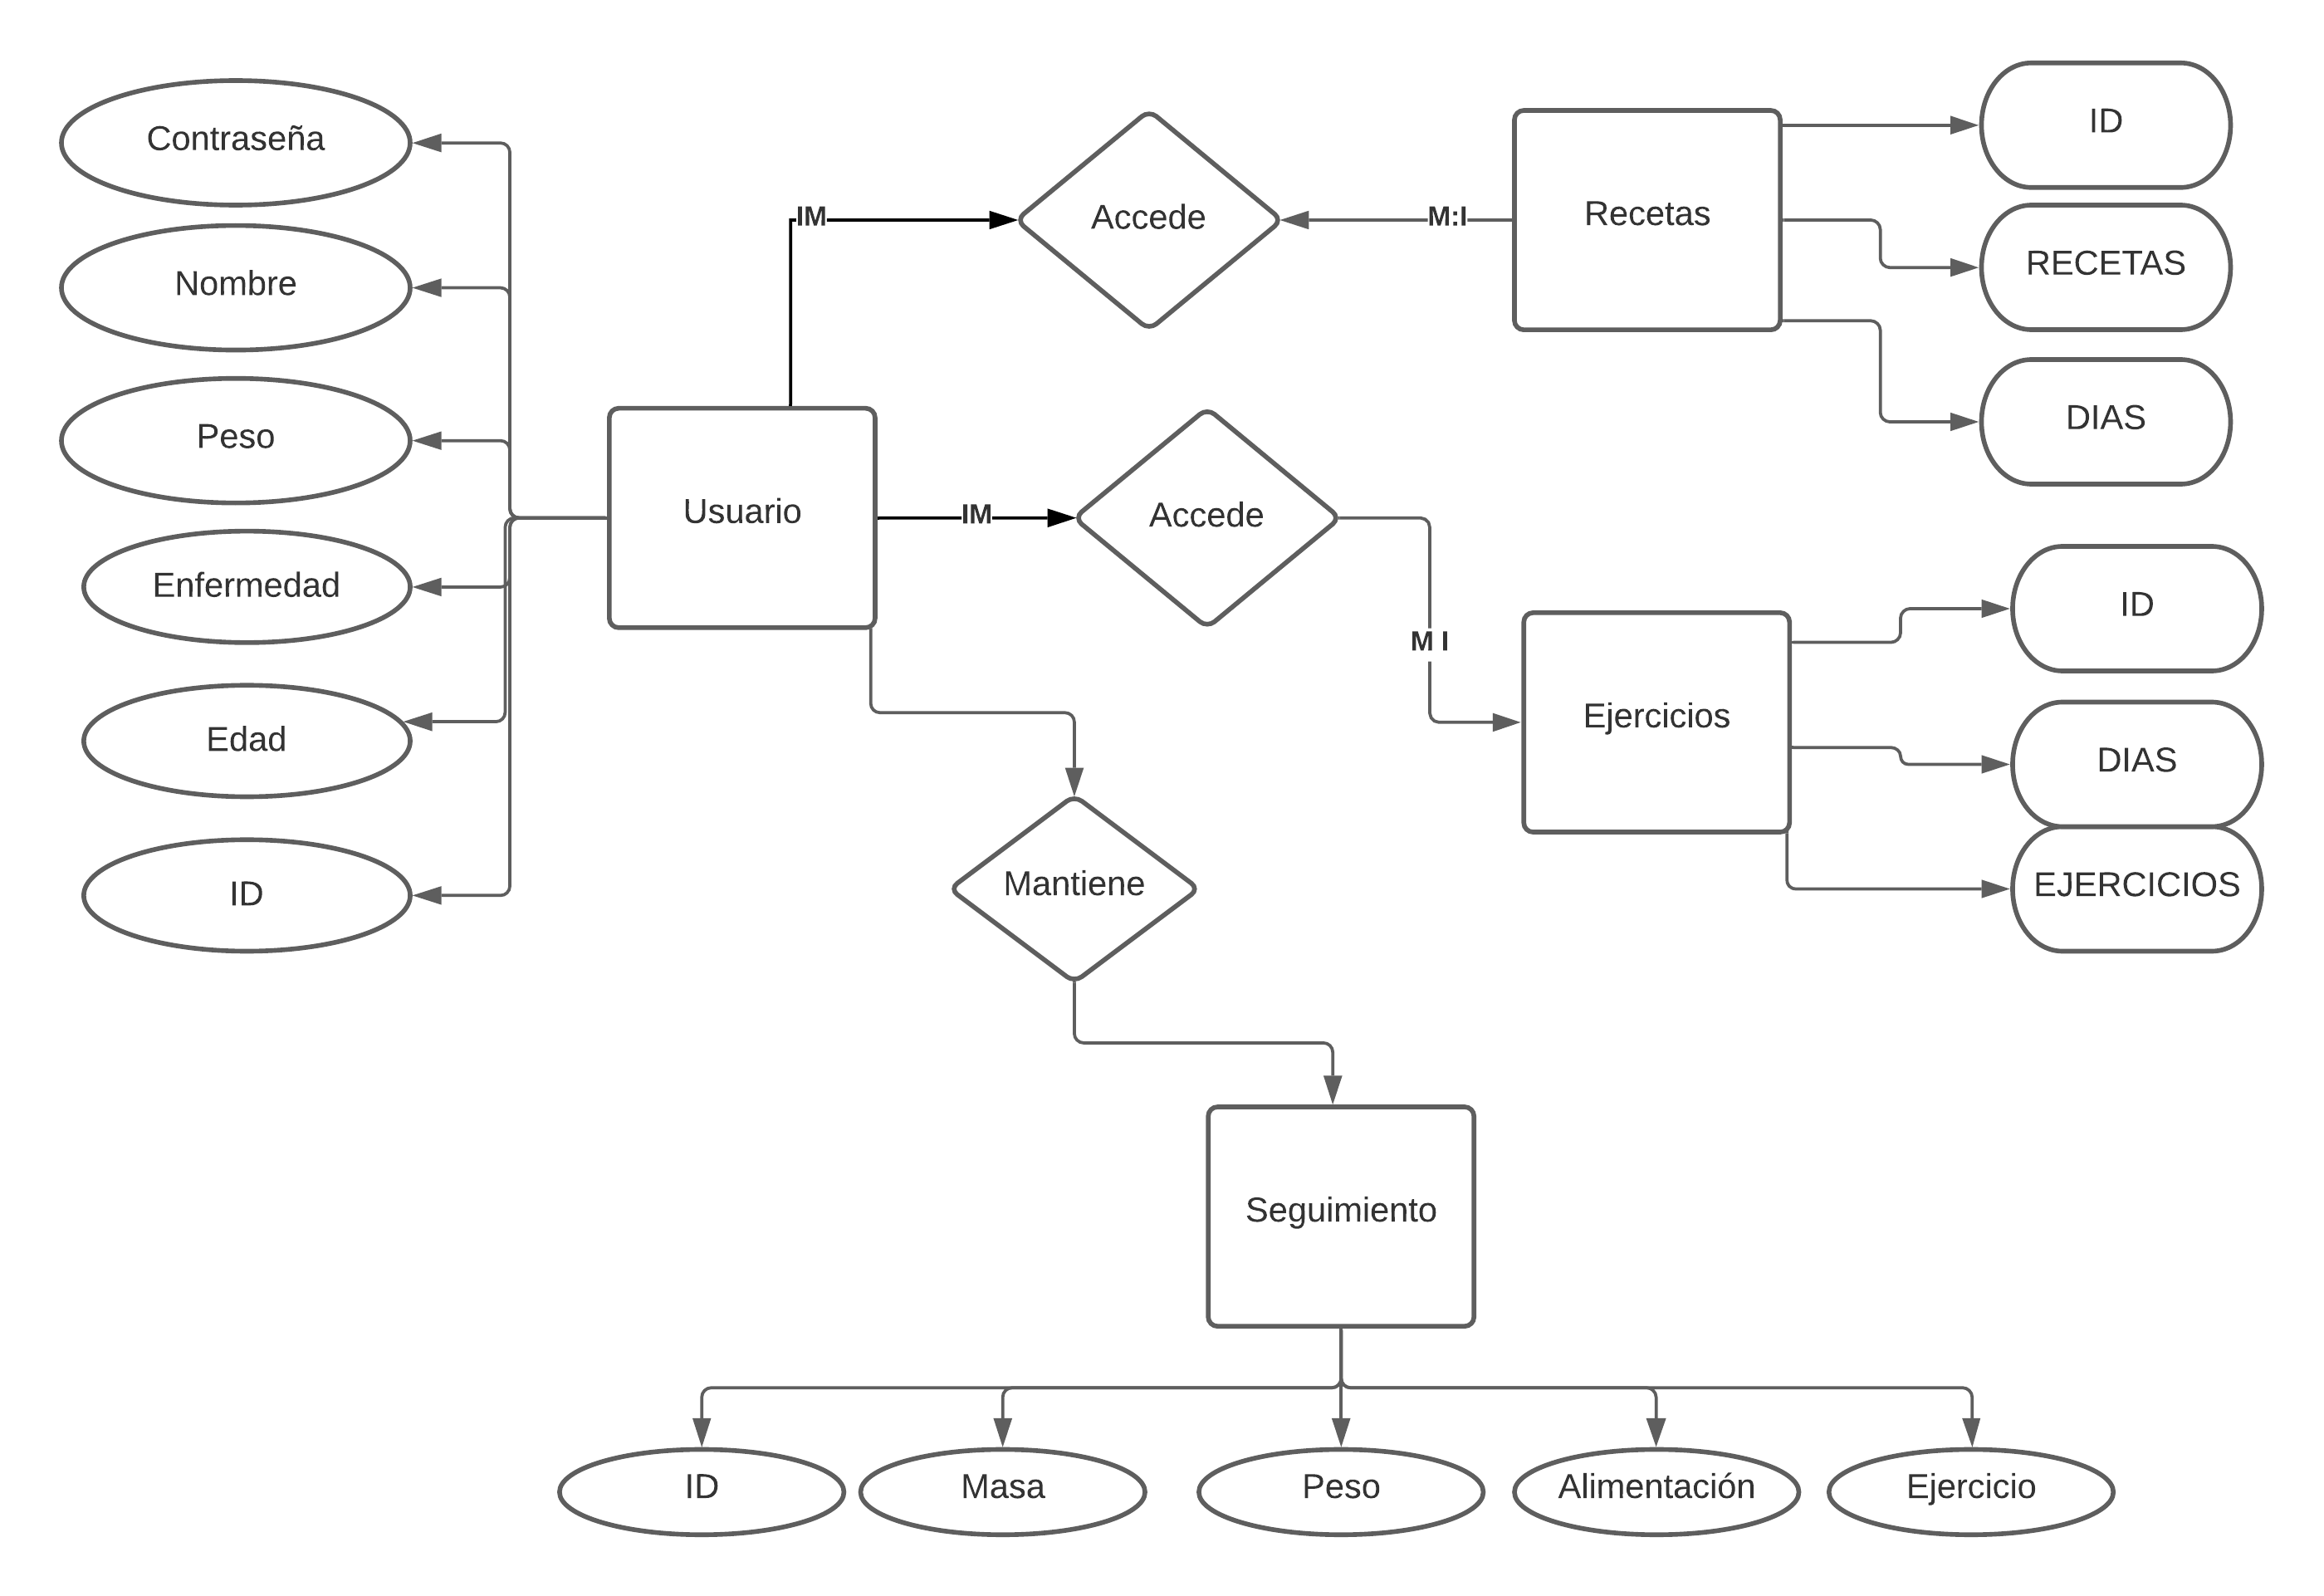 Contraseña
Nombre
Peso
Enfermedad
Edad
ID
Usuario
IM
Accede
M:I
Recetas
ID
RECETAS
DIAS
IM
Accede
M I
Ejercicios
ID
DIAS
EJERCICIOS
Mantiene
Seguimiento
ID
Masa
Peso
Alimentación
Ejercicio